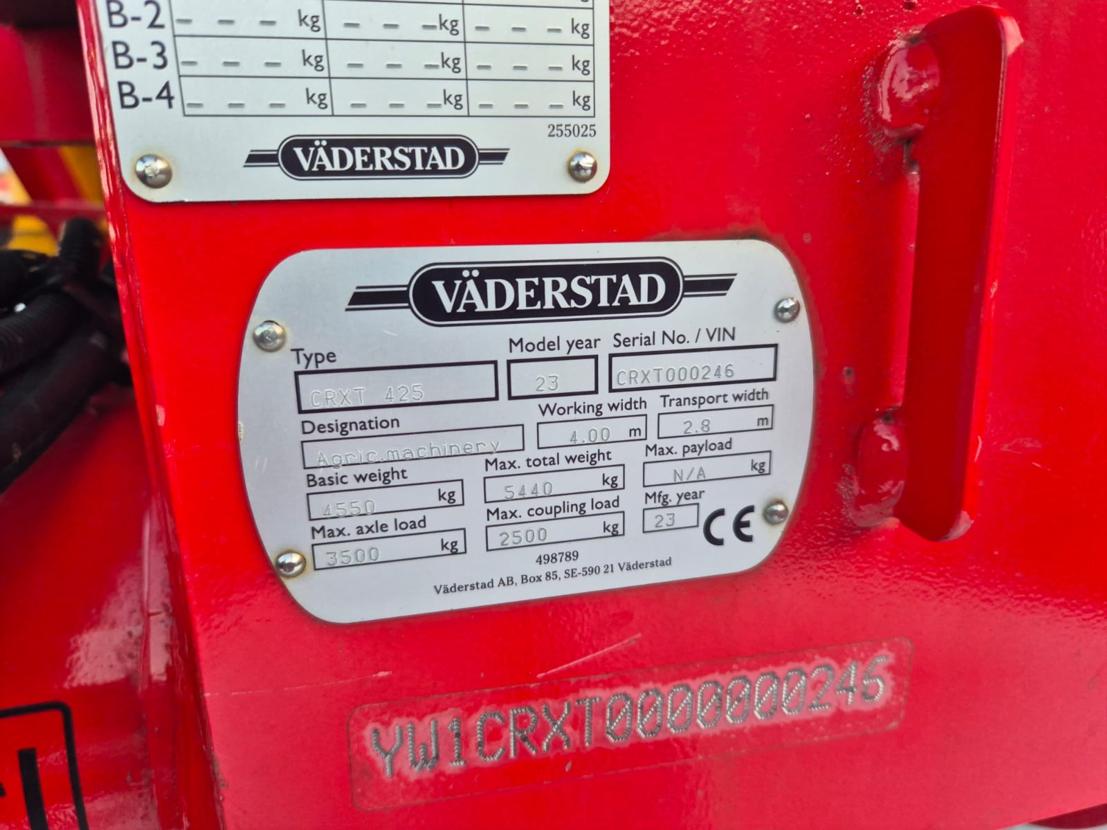 B-2 _ _ _ kg _ _ _kg _ _ _ kg
B-3 _ _ _ kg _ _ _kg _ _ _ kg
B-4 _ _ _ kg _ _ _kg _ _ _ kg
255025
VÄDERSTAD
VÄDERSTAD
Type Model year Serial No. / VIN
CRXT 425 23 CRXT000246
Designation Working width Transport width
Agric.machinery 4.00 m 2.8 m
Basic weight Max. total weight Max. payload
4550 kg 5440 kg N/A kg
Max. axle load Max. coupling load Mfg. year
3500 kg 2500 kg 23 CE
498789
Väderstad AB, Box 85, SE-590 21 Väderstad
YW1CRXT0000000246